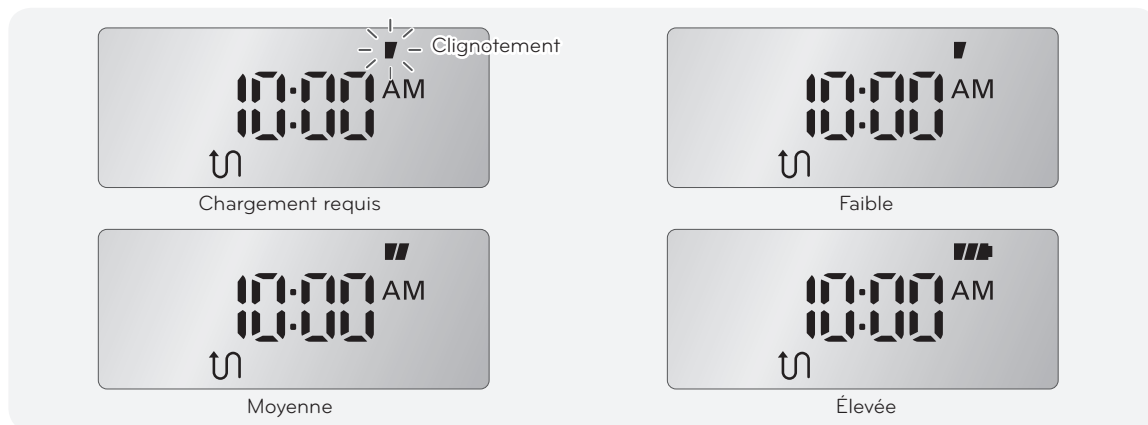 Clignotement
10:00 AM
Chargement requis
10:00 AM
Faible
10:00 AM
Moyenne
10:00 AM
Élevée